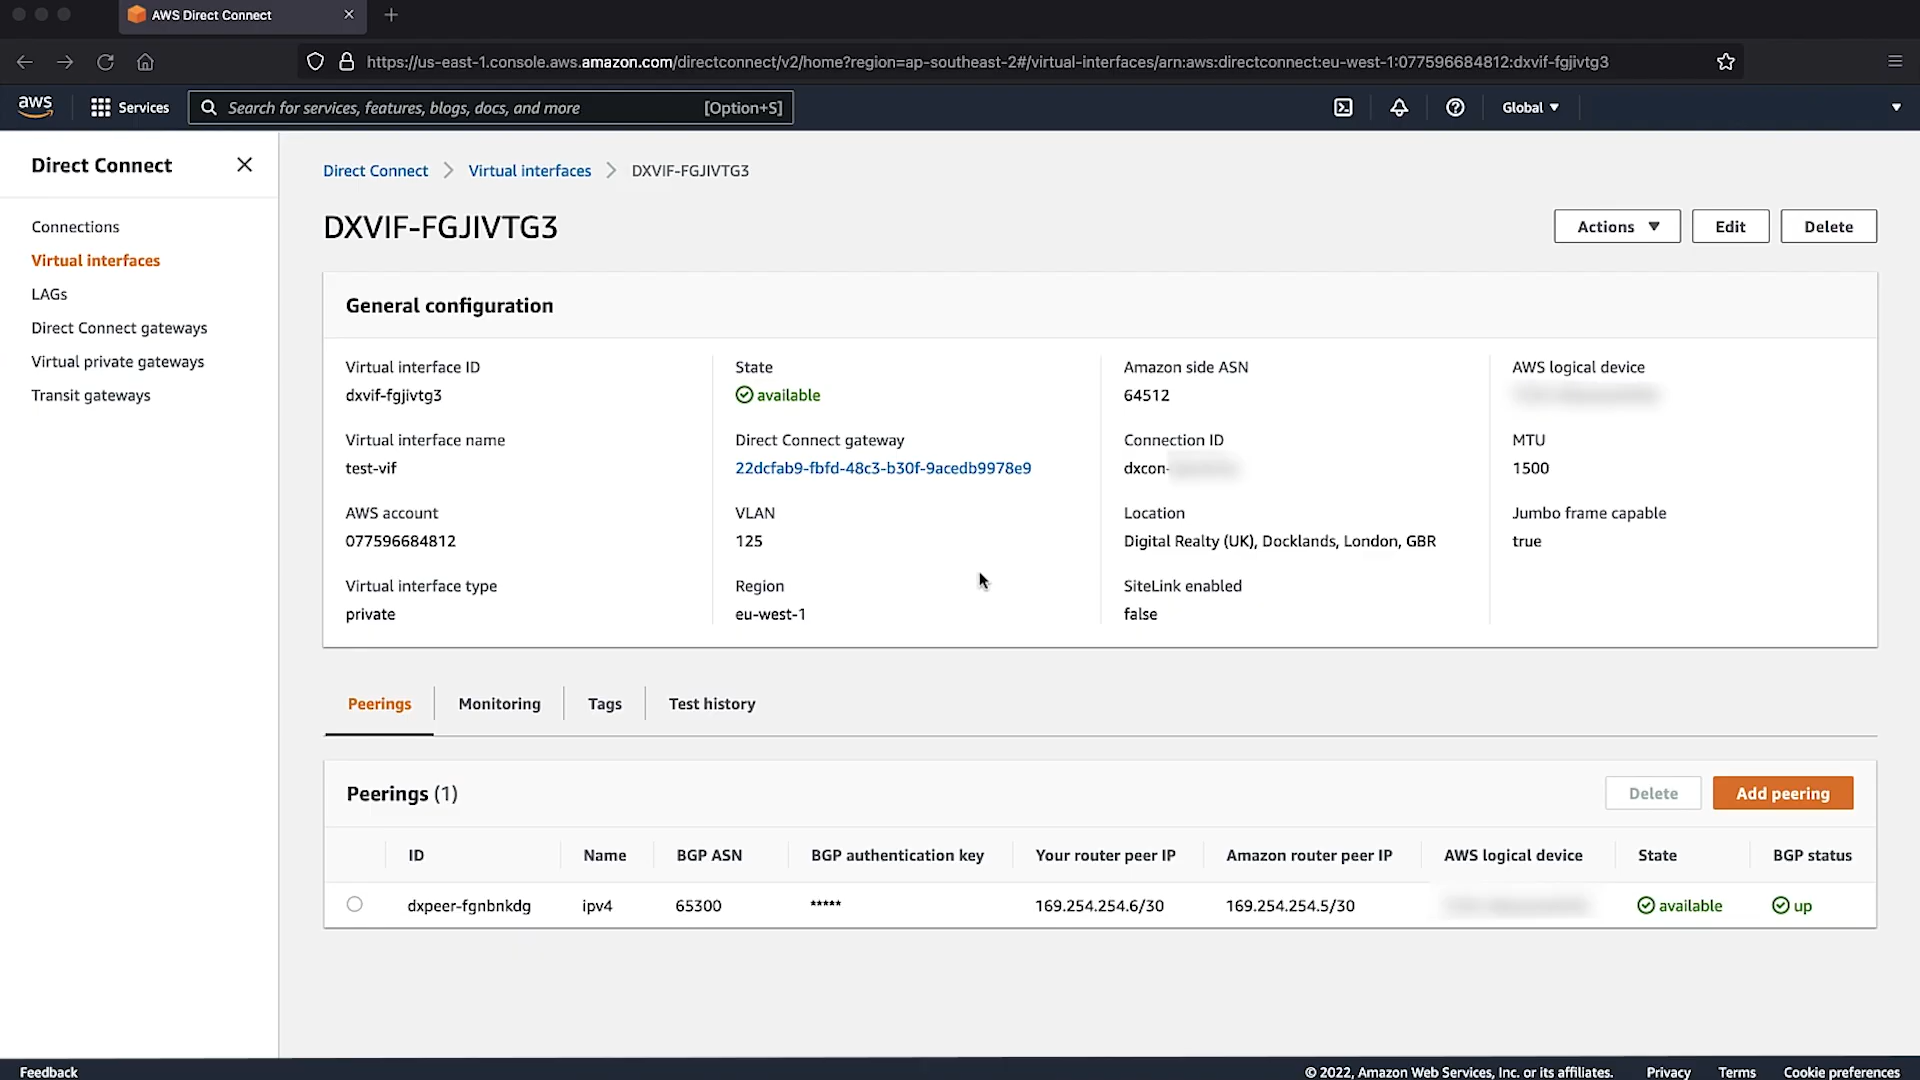 AWS Direct Connect
https://us-east-1.console.aws.amazon.com/directconnect/v2/home?region=ap-southeast-2#/virtual-interfaces/arn:aws:directconnect:eu-west-1:077596684812:dxvif-fgjivtg3
aws Services Search for services, features, blogs, docs, and more [Option+S] Global
Direct Connect
Connections
Virtual interfaces
LAGs
Direct Connect gateways
Virtual private gateways
Transit gateways
Direct Connect Virtual interfaces DXVIF-FGJIVTG3
DXVIF-FGJIVTG3
Actions Edit Delete
General configuration
Virtual interface ID
dxvif-fgjivtg3
Virtual interface name
test-vif
AWS account
077596684812
Virtual interface type
private
State
available
Direct Connect gateway
22dcfab9-fbfd-48c3-b30f-9acedb9978e9
VLAN
125
Region
eu-west-1
Amazon side ASN
64512
Connection ID
dxcon-
Location
Digital Realty (UK), Docklands, London, GBR
SiteLink enabled
false
AWS logical device
MTU
1500
Jumbo frame capable
true
Peerings Monitoring Tags Test history
Peerings (1) Delete Add peering
ID Name BGP ASN BGP authentication key Your router peer IP Amazon router peer IP AWS logical device State BGP status
dxpeer-fgnbnkdg ipv4 65300 ***** 169.254.254.6/30 169.254.254.5/30 available up
Feedback © 2022, Amazon Web Services, Inc. or its affiliates. Privacy Terms Cookie preferences